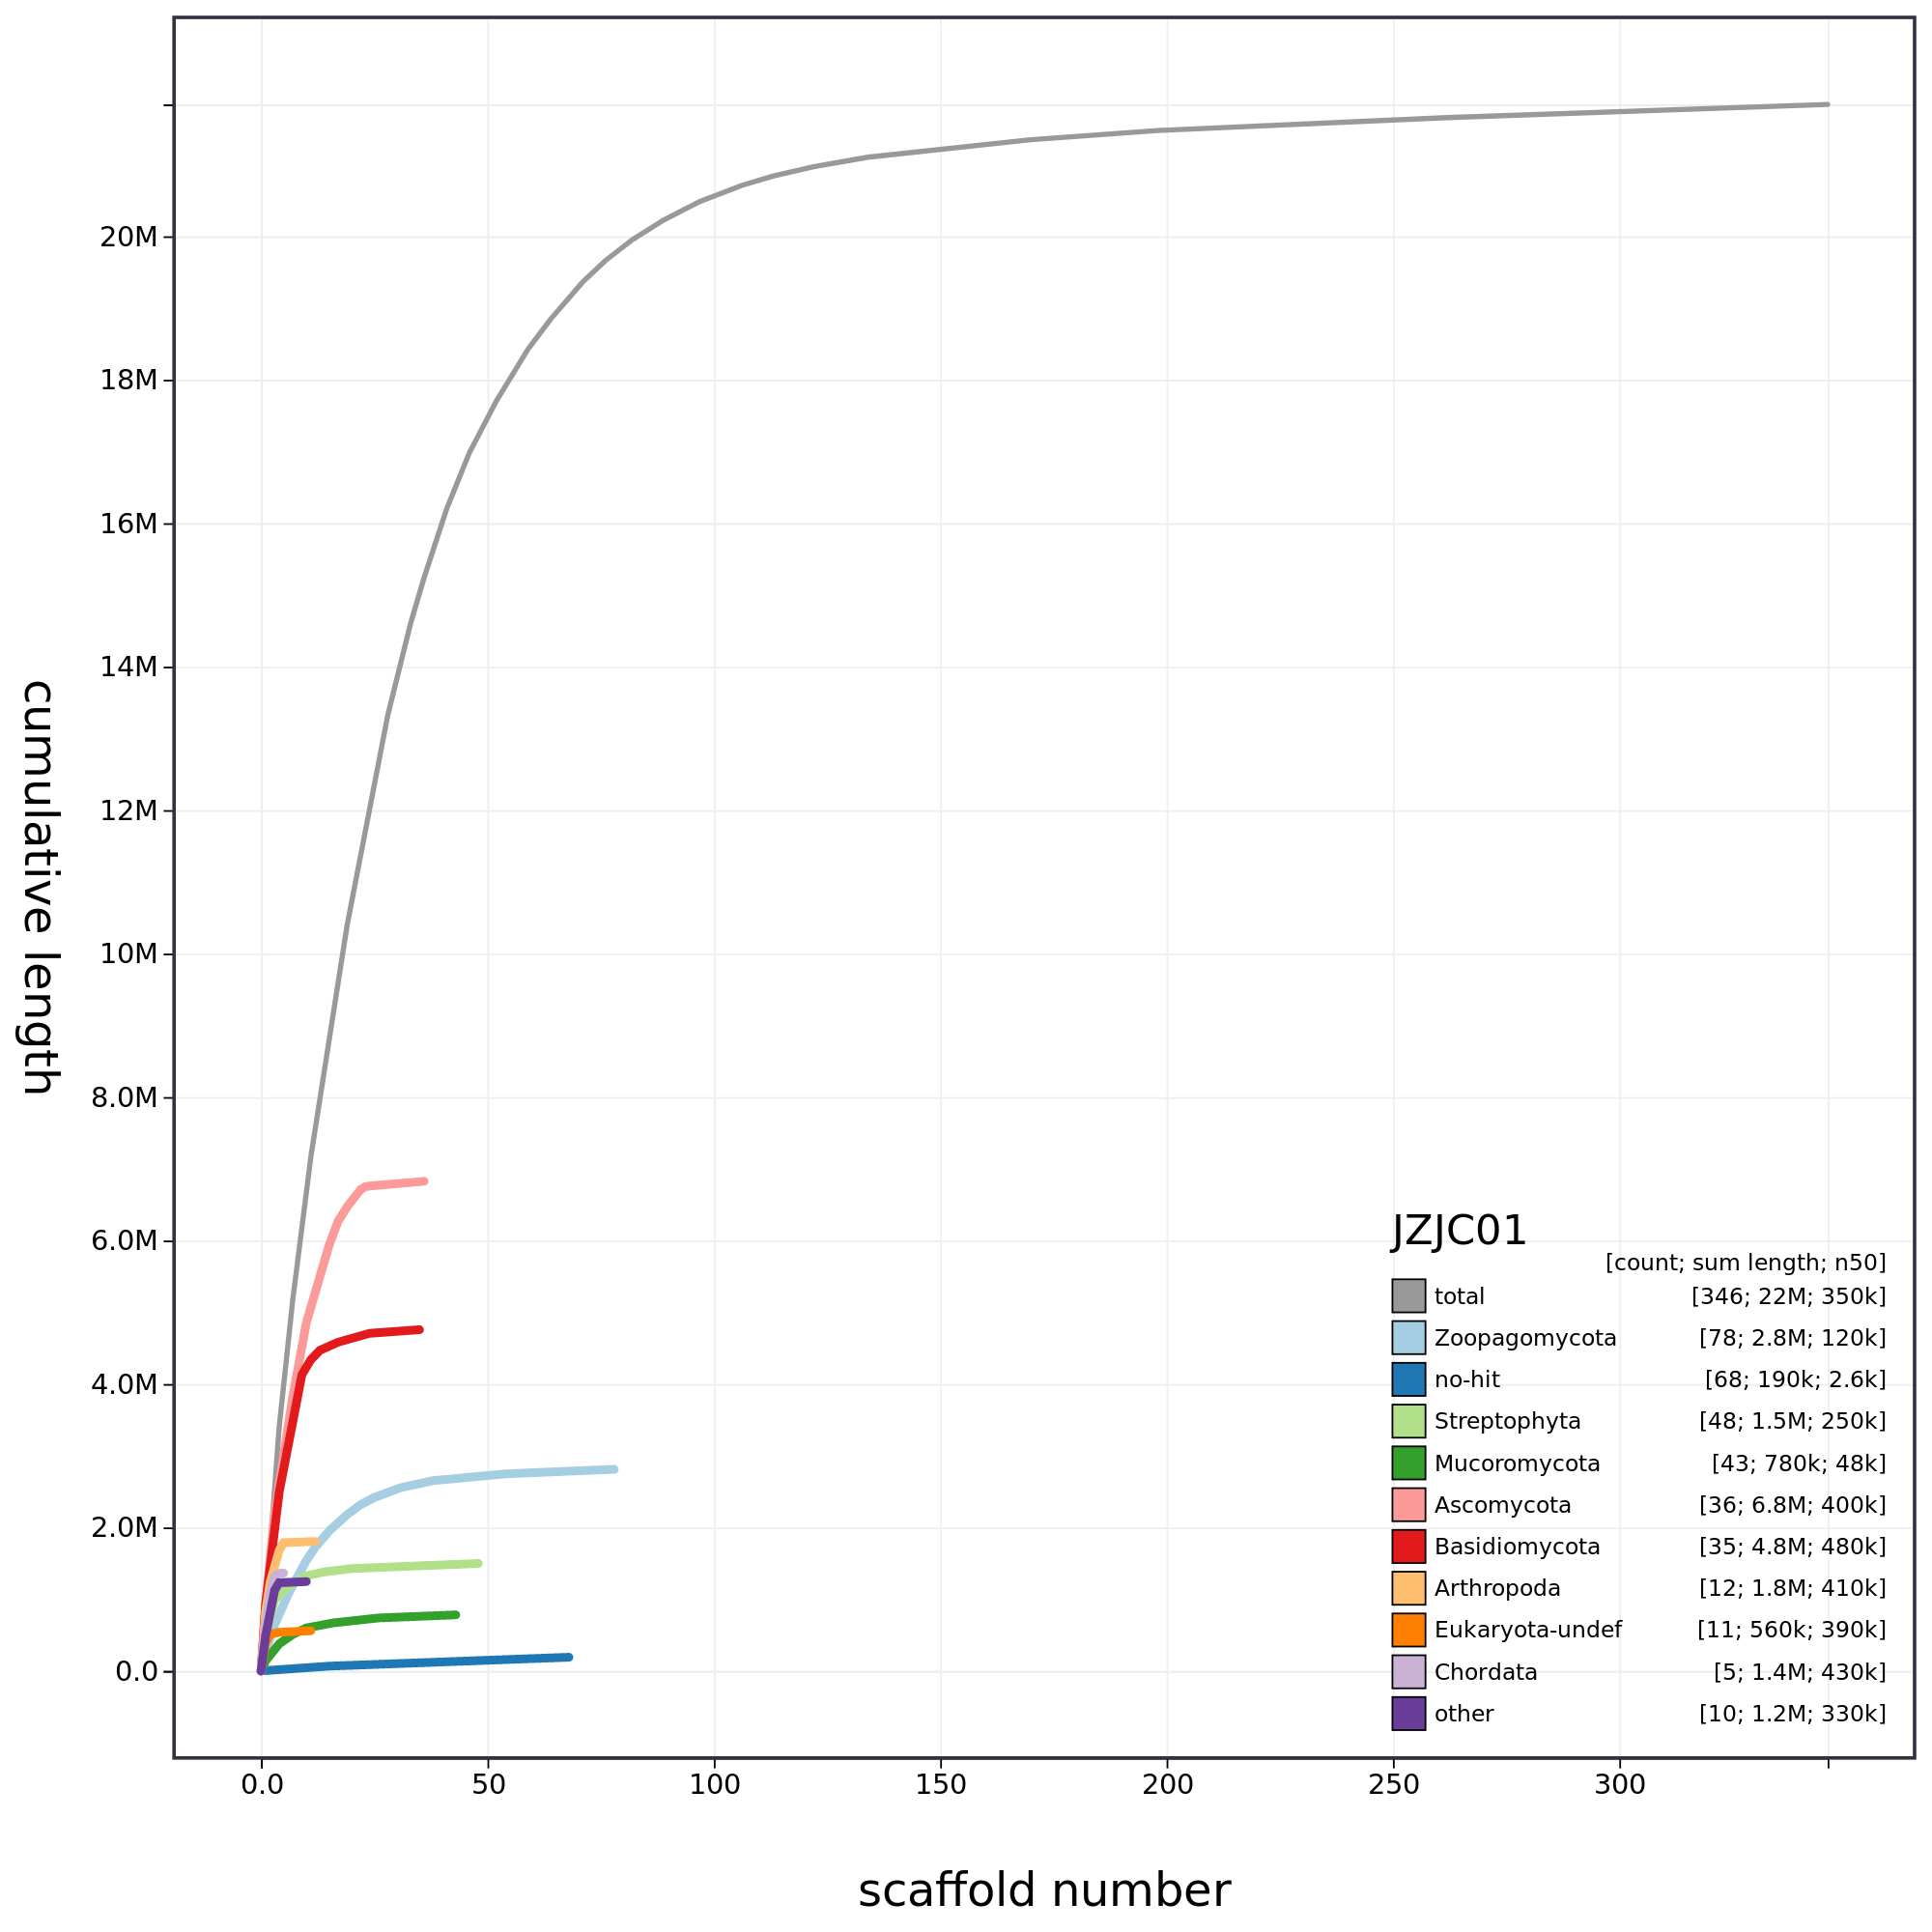 cumulative length
20M
18M
16M
14M
12M
10M
8.0M
6.0M
4.0M
2.0M
0.0
JZJC01
[count; sum length; n50]
total [346; 22M; 350k]
Zoopagomycota [78; 2.8M; 120k]
no-hit [68; 190k; 2.6k]
Streptophyta [48; 1.5M; 250k]
Mucoromycota [43; 780k; 48k]
Ascomycota [36; 6.8M; 400k]
Basidiomycota [35; 4.8M; 480k]
Arthropoda [12; 1.8M; 410k]
Eukaryota-undef [11; 560k; 390k]
Chordata [5; 1.4M; 430k]
other [10; 1.2M; 330k]
0.0 50 100 150 200 250 300
scaffold number